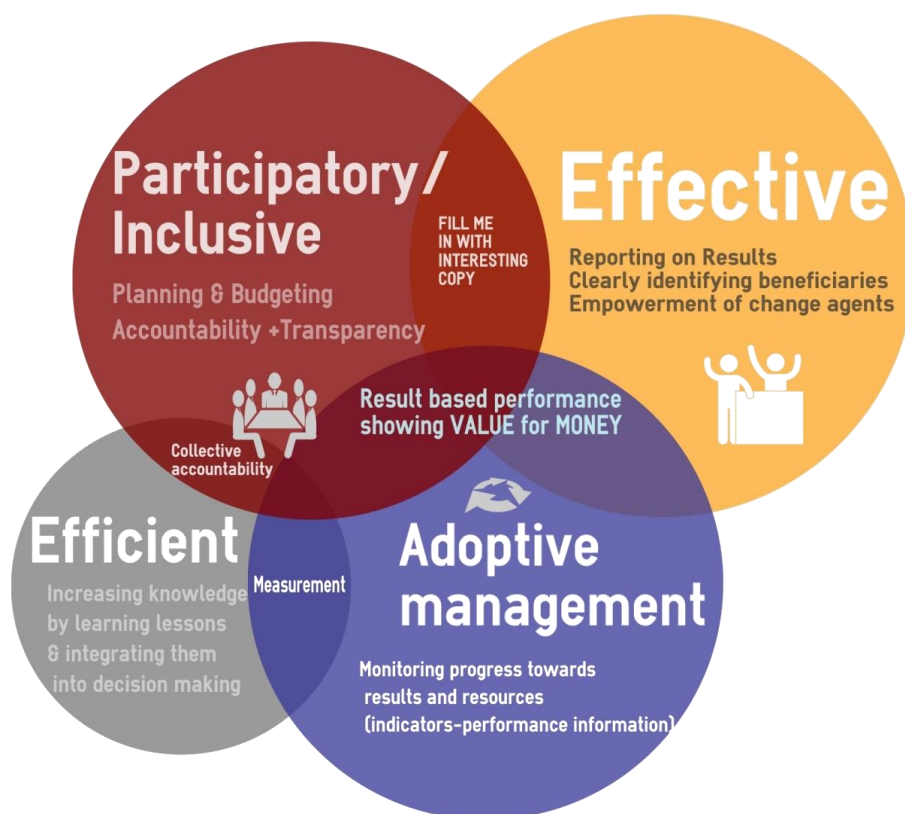 Participatory/
Inclusive
Planning & Budgeting
Accountability +Transparency
FILL ME
IN WITH
INTERESTING
COPY
Effective
Reporting on Results
Clearly identifying beneficiaries
Empowerment of change agents
Result based performance
showing VALUE for MONEY
Collective
accountability
Efficient
Increasing knowledge
by learning lessons
& integrating them
into decision making
Measurement
Adoptive
management
Monitoring progress towards
results and resources
(indicators-performance information)